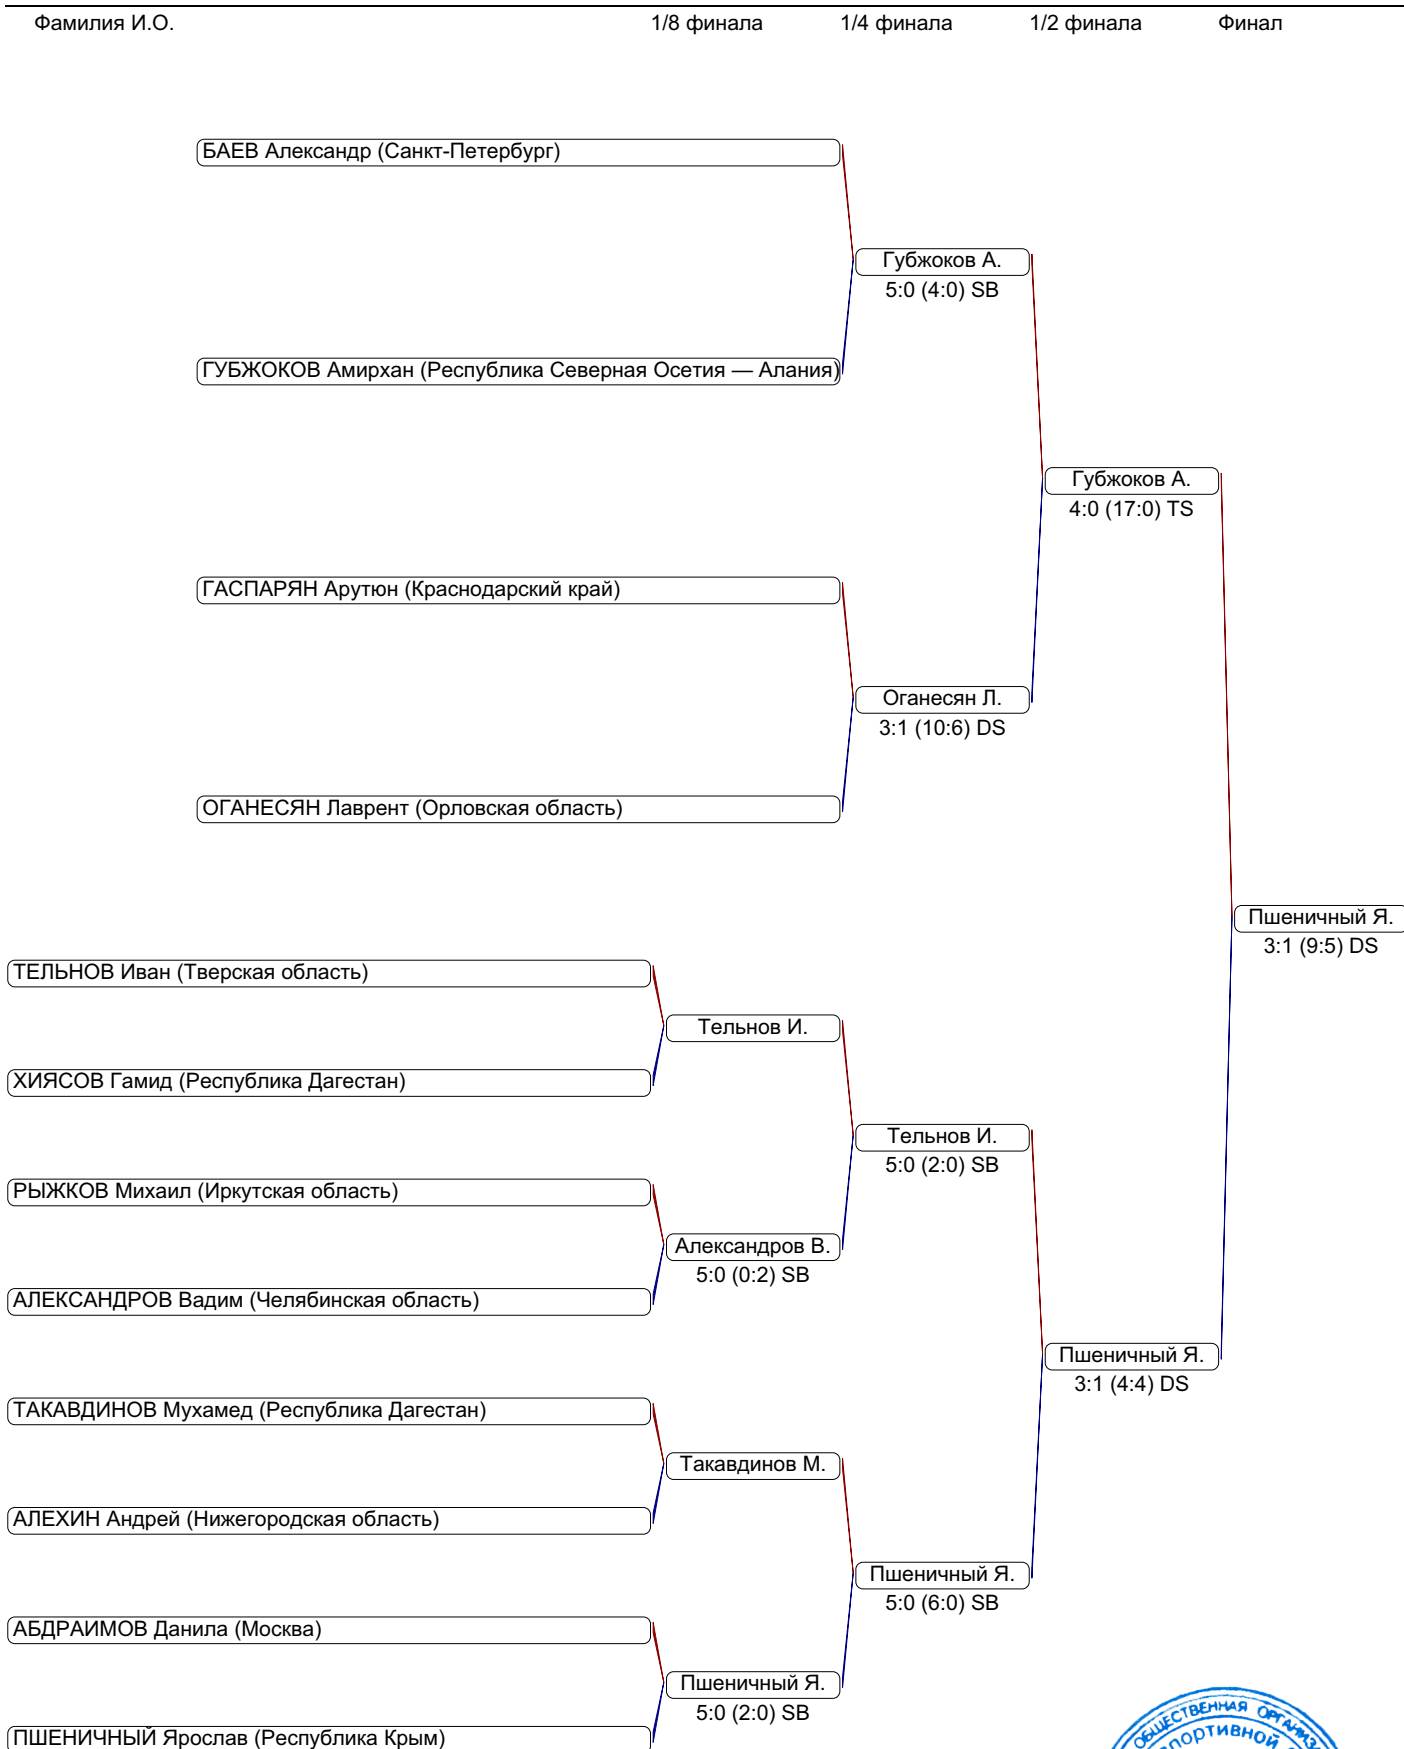 Фамилия И.О. 1/8 финала 1/4 финала 1/2 финала Финал
БАЕВ Александр (Санкт-Петербург)
Губжоков А.
5:0 (4:0) SB
ГУБЖОКОВ Амирхан (Республика Северная Осетия — Алания)
Губжоков А.
4:0 (17:0) TS
ГАСПАРЯН Арутюн (Краснодарский край)
Оганесян Л.
3:1 (10:6) DS
ОГАНЕСЯН Лаврент (Орловская область)
Пшеничный Я.
3:1 (9:5) DS
ТЕЛЬНОВ Иван (Тверская область)
Тельнов И.
ХИЯСОВ Гамид (Республика Дагестан)
Тельнов И.
5:0 (2:0) SB
РЫЖКОВ Михаил (Иркутская область)
Александров В.
5:0 (0:2) SB
АЛЕКСАНДРОВ Вадим (Челябинская область)
Пшеничный Я.
3:1 (4:4) DS
ТАКАВДИНОВ Мухамед (Республика Дагестан)
Такавдинов М.
АЛЕХИН Андрей (Нижегородская область)
Пшеничный Я.
5:0 (6:0) SB
АБДРАИМОВ Данила (Москва)
Пшеничный Я.
5:0 (2:0) SB
ПШЕНИЧНЫЙ Ярослав (Республика Крым)